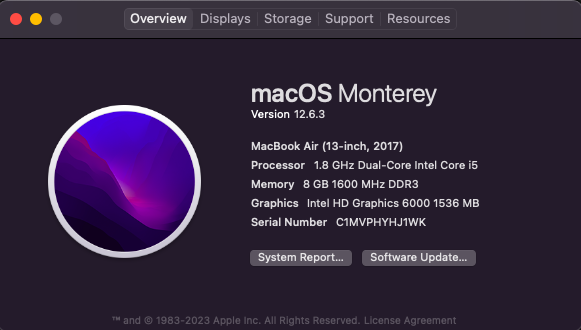 Overview Displays Storage Support Resources
macOS Monterey
Version 12.6.3
MacBook Air (13-inch, 2017)
Processor 1.8 GHz Dual-Core Intel Core i5
Memory 8 GB 1600 MHz DDR3
Graphics Intel HD Graphics 6000 1536 MB
Serial Number C1MVPHYHJ1WK
System Report... Software Update...
™ and © 1983-2023 Apple Inc. All Rights Reserved. License Agreement